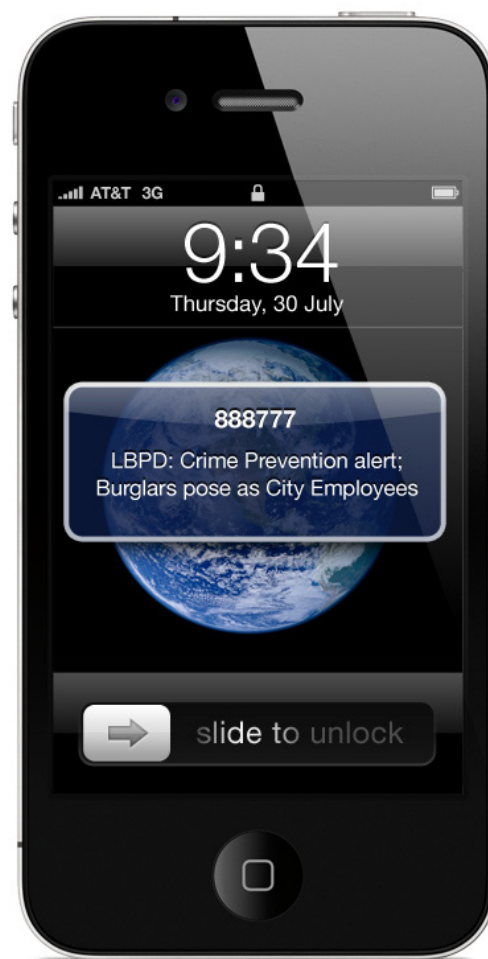 AT&T 3G
9:34
Thursday, 30 July
888777
LBPD: Crime Prevention alert;
Burglars pose as City Employees
slide to unlock